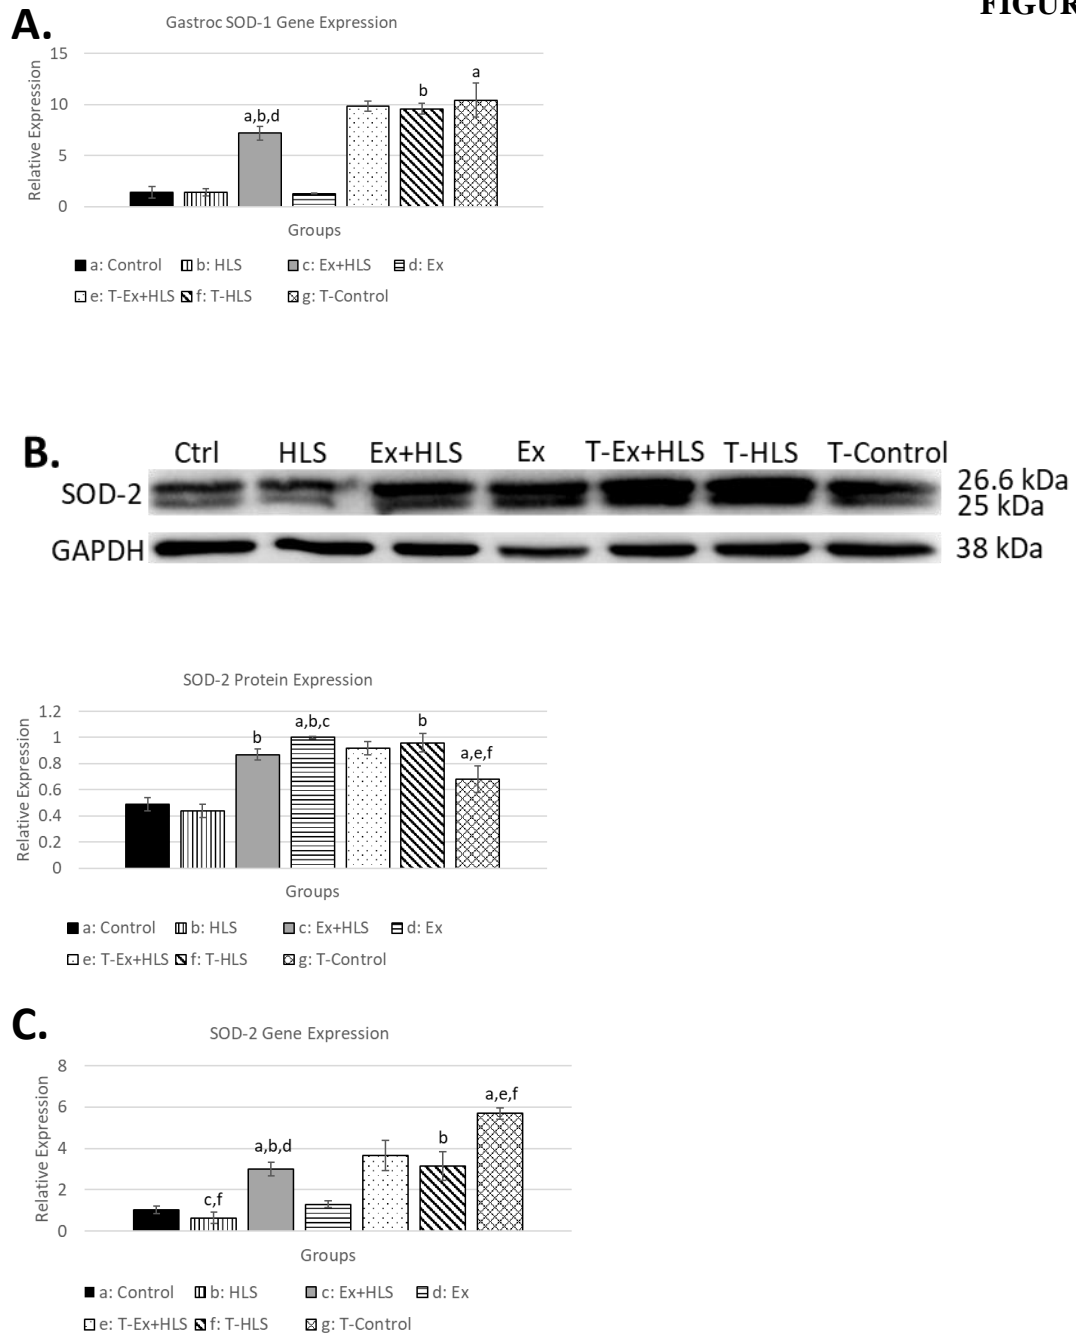 A.
FIGUR
Gastroc SOD-1 Gene Expression
15
10
5
0
Relative Expression
a,b,d
b
a
Groups
a: Control b: HLS c: Ex+HLS d: Ex
e: T-Ex+HLS f: T-HLS g: T-Control
B.
Ctrl HLS Ex+HLS Ex T-Ex+HLS T-HLS T-Control
SOD-2
26.6 kDa
25 kDa
GAPDH
38 kDa
SOD-2 Protein Expression
1.2
1
0.8
0.6
0.4
0.2
0
Relative Expression
b
a,b,c
b
a,e,f
Groups
a: Control b: HLS c: Ex+HLS d: Ex
e: T-Ex+HLS f: T-HLS g: T-Control
C.
SOD-2 Gene Expression
8
6
4
2
0
Relative Expression
c,f
a,b,d
b
a,e,f
Groups
a: Control b: HLS c: Ex+HLS d: Ex
e: T-Ex+HLS f: T-HLS g: T-Control